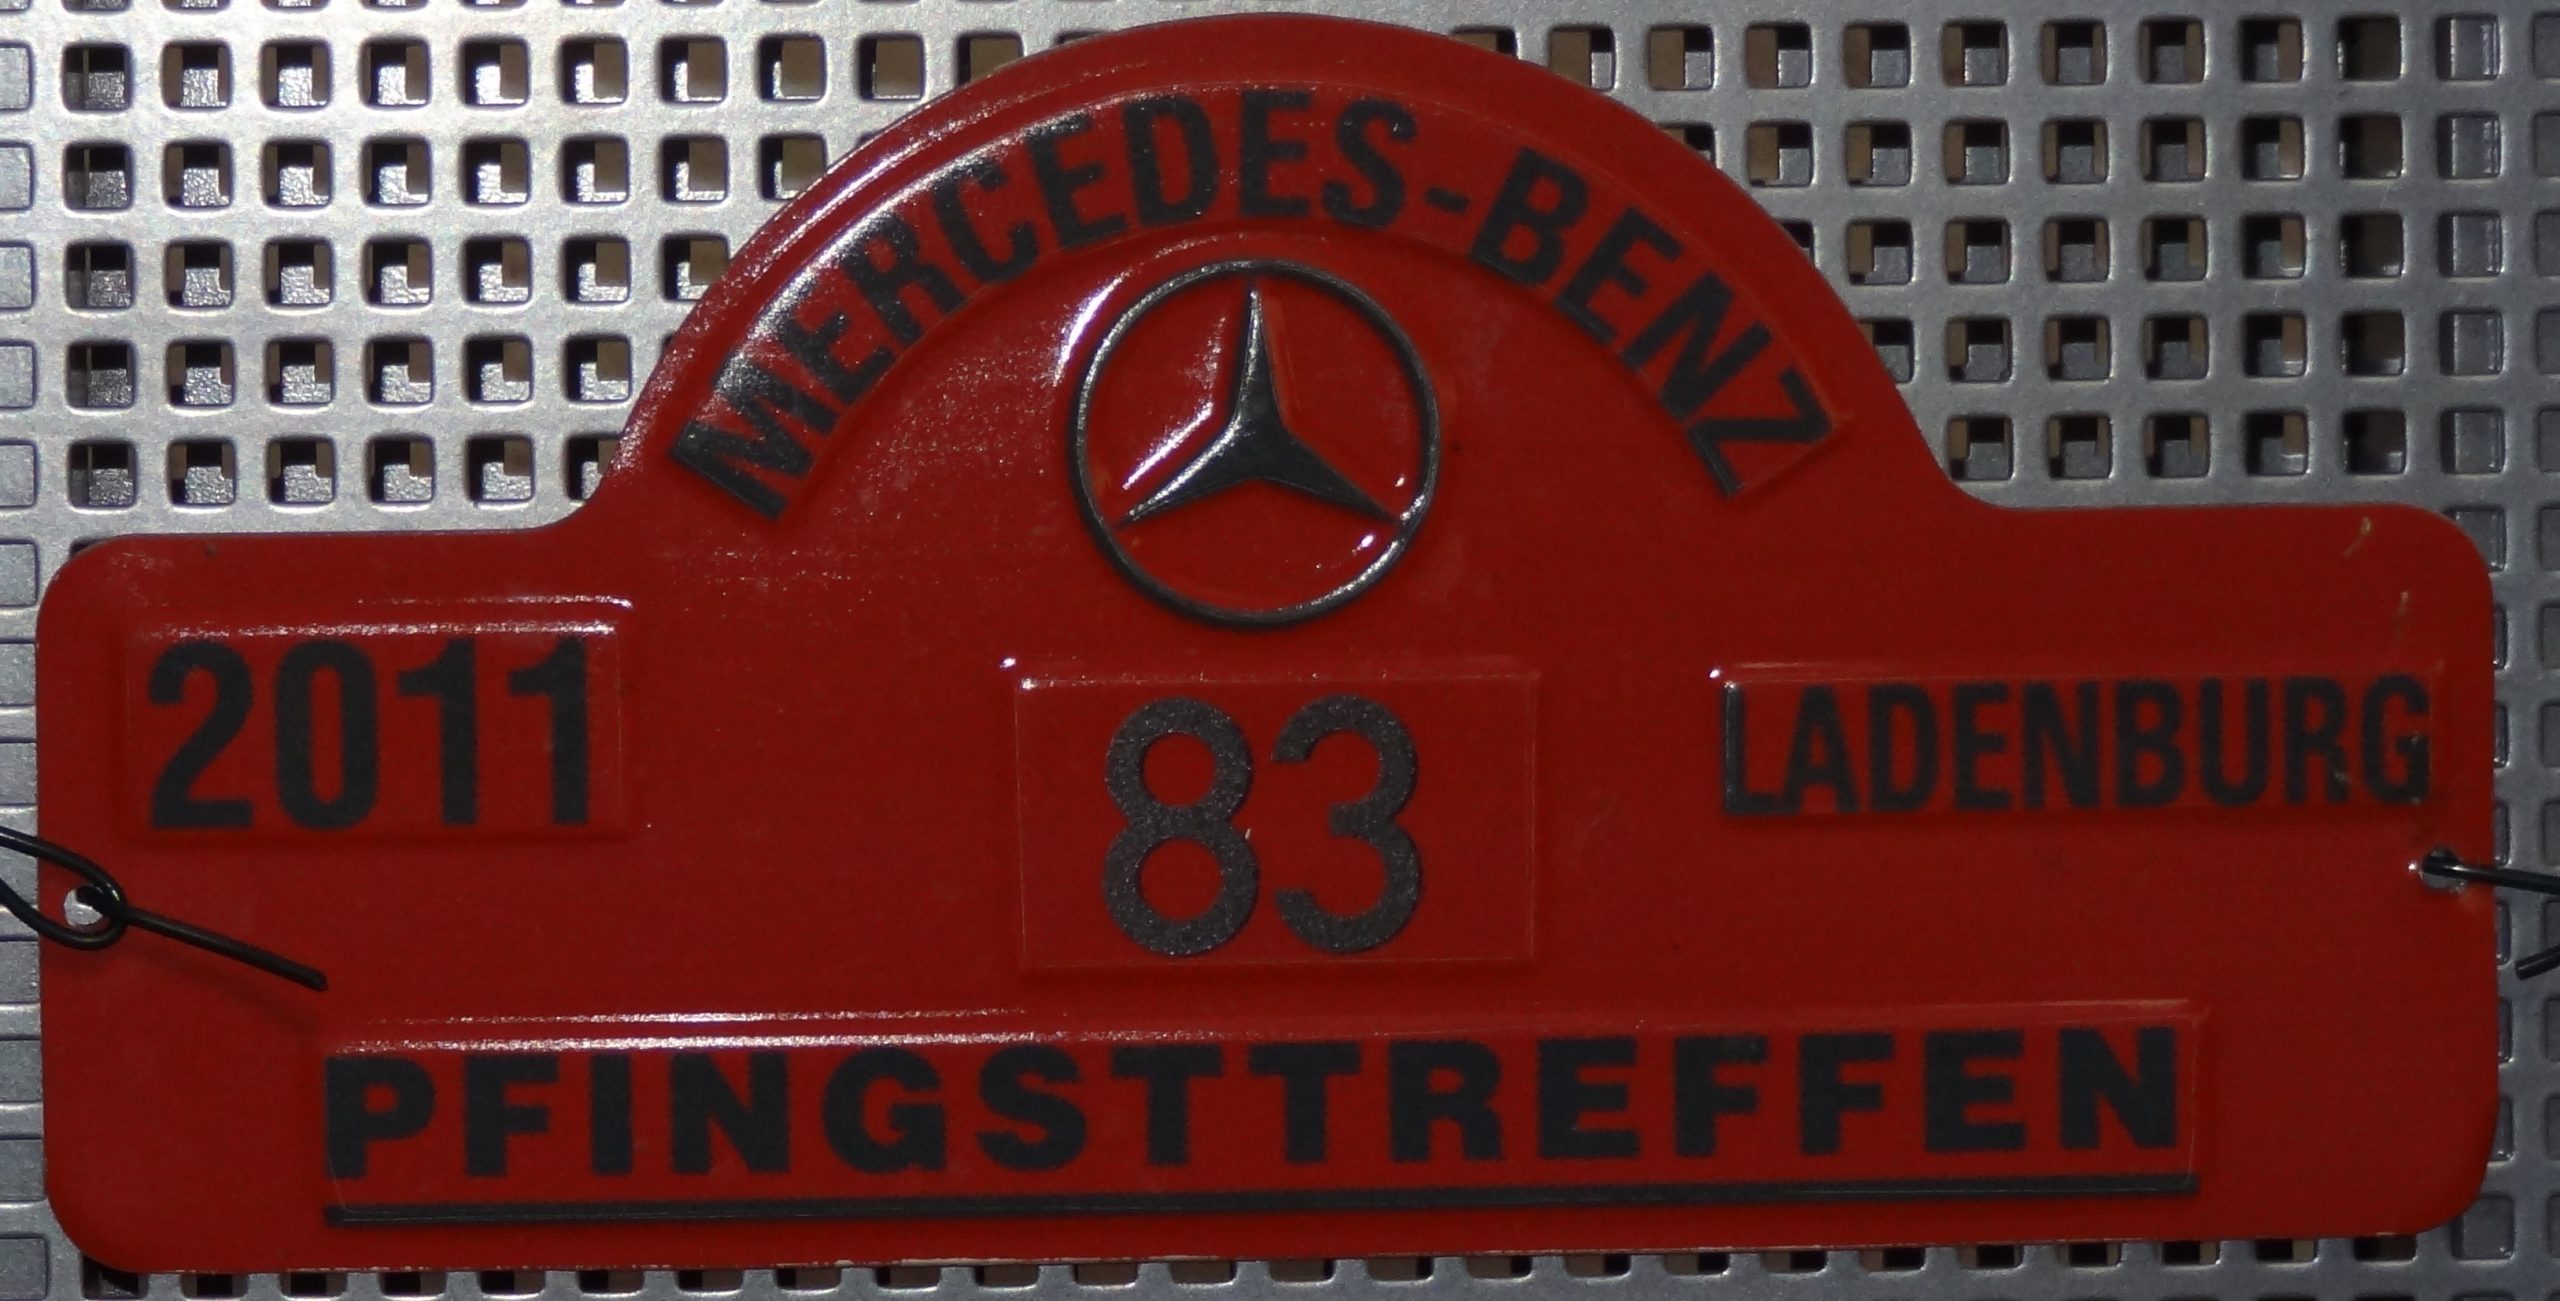 MERCEDES-BENZ
2011
83
LADENBURG
PFINGSTTREFFEN